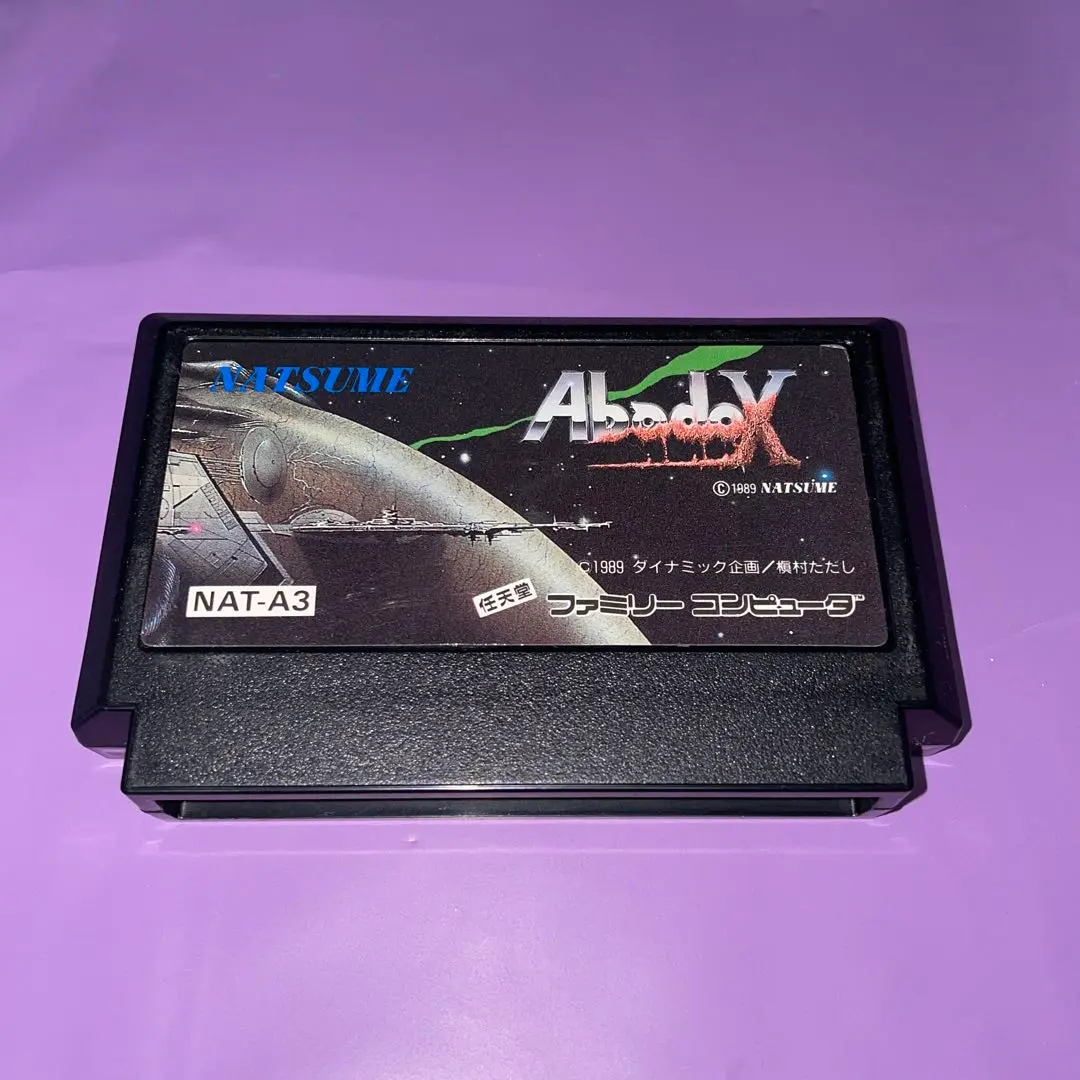 NATSUME
AbadoX
©1989 NATSUME
©1989 ダイナミック企画/槇村ただし
NAT-A3
任天堂 ファミリー コンピュータ